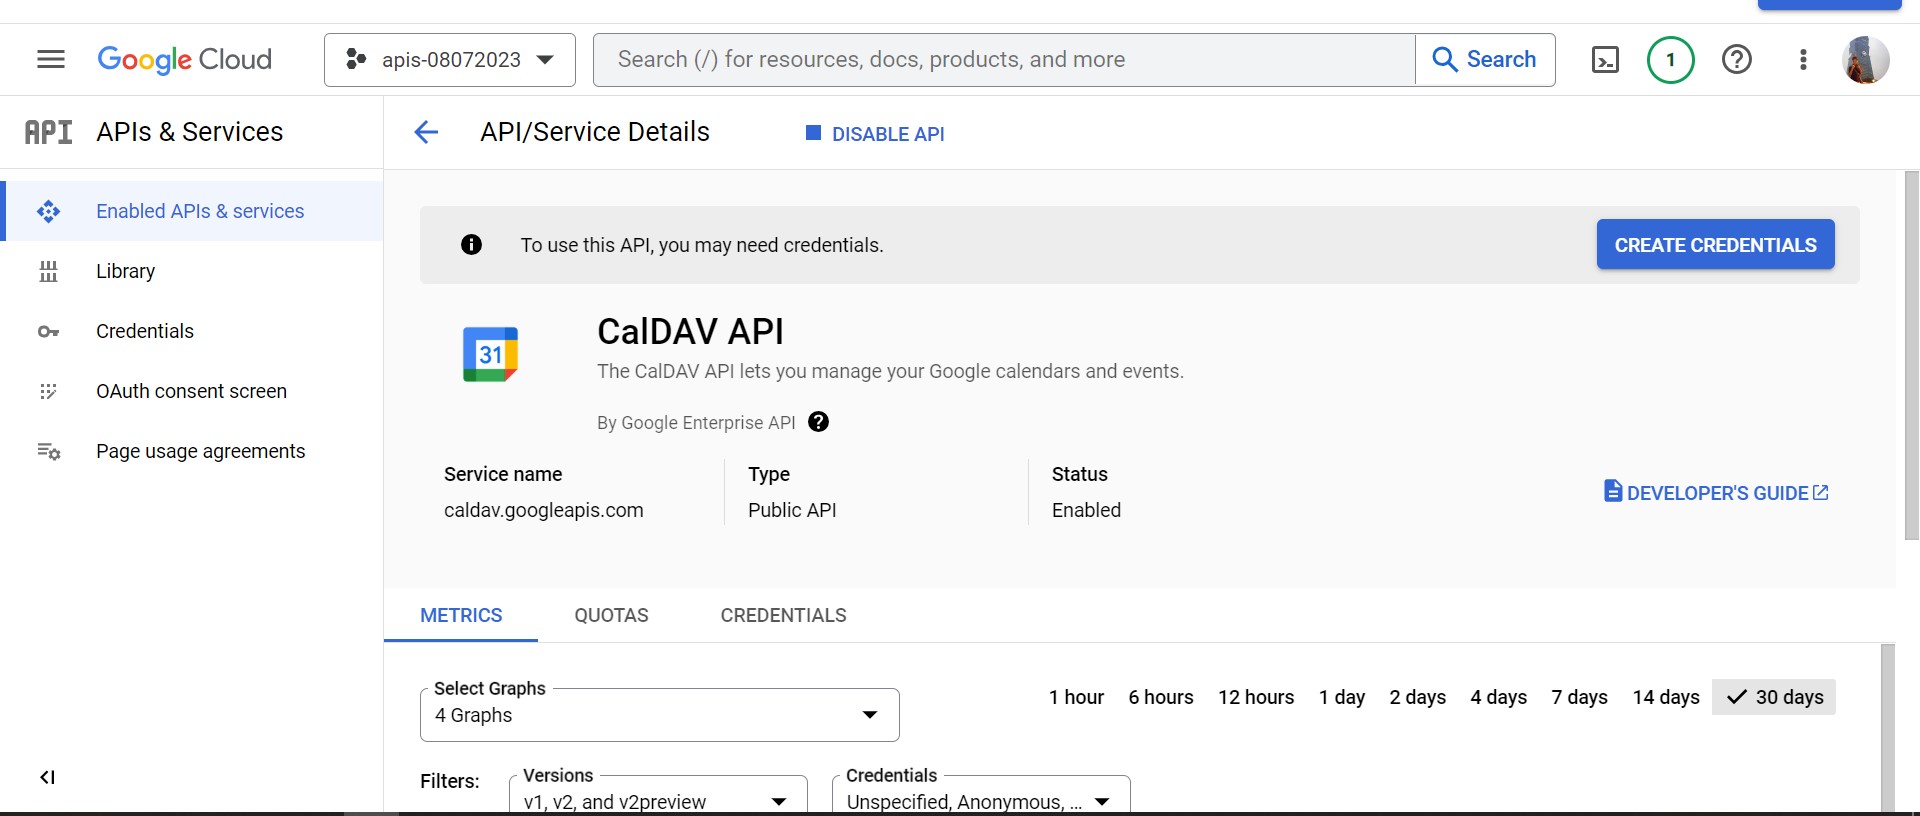 Google Cloud
apis-08072023
Search (/) for resources, docs, products, and more
Search
1
API
APIs & Services
API/Service Details
DISABLE API
Enabled APIs & services
Library
Credentials
OAuth consent screen
Page usage agreements
To use this API, you may need credentials.
CREATE CREDENTIALS
31
CalDAV API
The CalDAV API lets you manage your Google calendars and events.
By Google Enterprise API
Service name
caldav.googleapis.com
Type
Public API
Status
Enabled
DEVELOPER'S GUIDE
METRICS
QUOTAS
CREDENTIALS
Select Graphs
4 Graphs
1 hour
6 hours
12 hours
1 day
2 days
4 days
7 days
14 days
30 days
Filters:
Versions
v1, v2, and v2preview
Credentials
Unspecified, Anonymous, ...